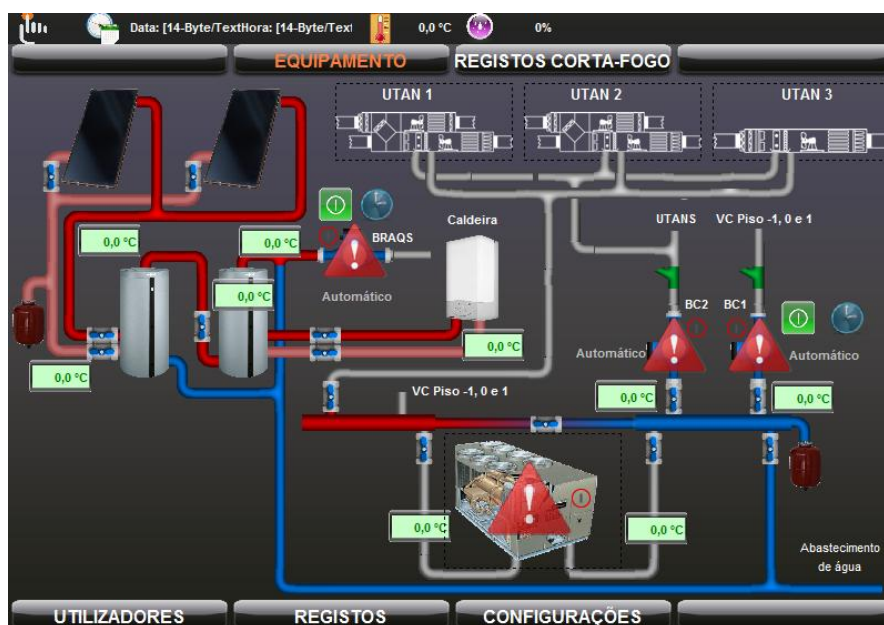 Data: [14-Byte/TextHora: [14-Byte/Text
0,0 °C
0%
EQUIPAMENTO
REGISTOS CORTA-FOGO
UTAN 1
UTAN 2
UTAN 3
UTANS
VC Piso -1, 0 e 1
Caldeira
BRAQS
0,0 °C
0,0 °C
0,0 °C
Automático
BC2
BC1
0,0 °C
Automático
Automático
0,0 °C
VC Piso -1, 0 e 1
0,0 °C
0,0 °C
0,0 °C
0,0 °C
Abastecimento
de água
UTILIZADORES
REGISTOS
CONFIGURAÇÕES